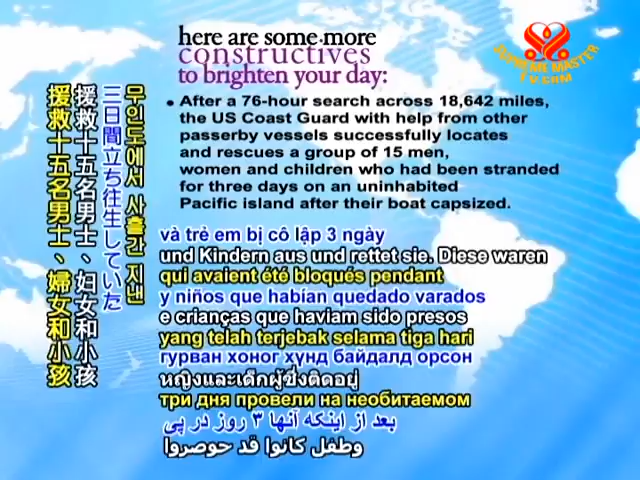 here are some more
constructives
to brighten your day:
SUPREME MASTER
TV.COM
• After a 76-hour search across 18,642 miles,
the US Coast Guard with help from other
passerby vessels successfully locates
and rescues a group of 15 men,
women and children who had been stranded
for three days on an uninhabited
Pacific island after their boat capsized.
무인도에서 사흘간 지낸
三日間立ち往生していた
援救十五名男士、妇女和小孩
援救十五名男士、婦女和小孩
và trẻ em bị cô lập 3 ngày
und Kindern aus und rettet sie. Diese waren
qui avaient été bloqués pendant
y niños que habían quedado varados
e crianças que haviam sido presos
yang telah terjebak selama tiga hari
гурван хоног хүнд байдалд орсон
หญิงและเด็กผู้ซึ่งติดอยู่
три дня провели на необитаемом
بعد از اینکه آنها ۳ روز در پی
وطفل كانوا قد حوصروا